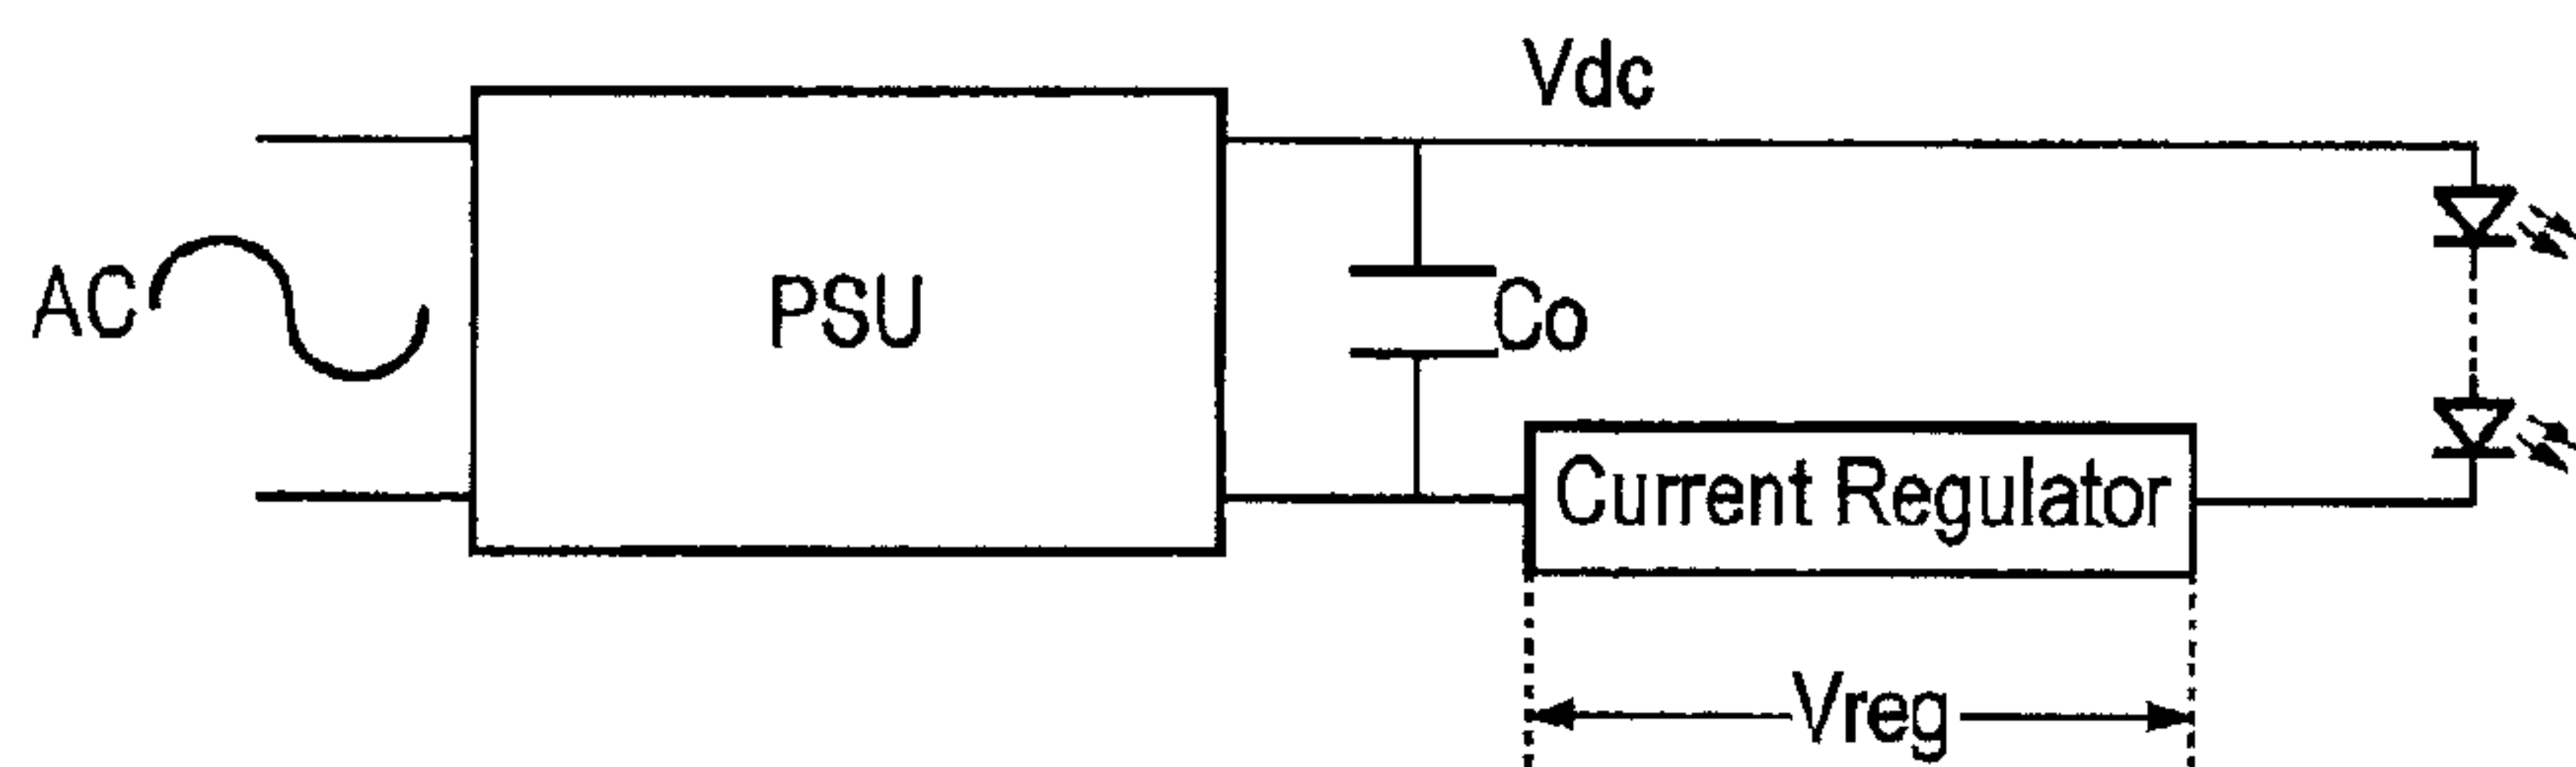 Vdc
AC
PSU
Co
Current Regulator
Vreg